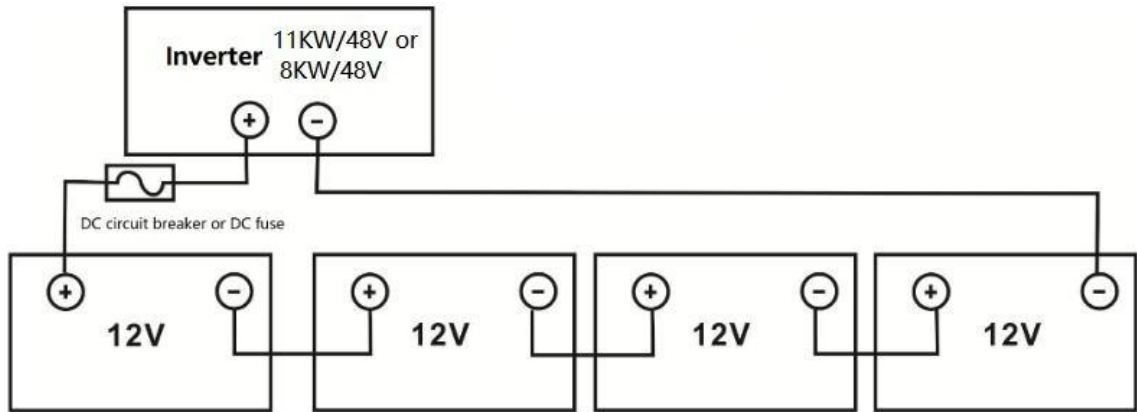 Inverter 11KW/48V or
8KW/48V
+ −
DC circuit breaker or DC fuse
+ − + − + − + −
12V 12V 12V 12V